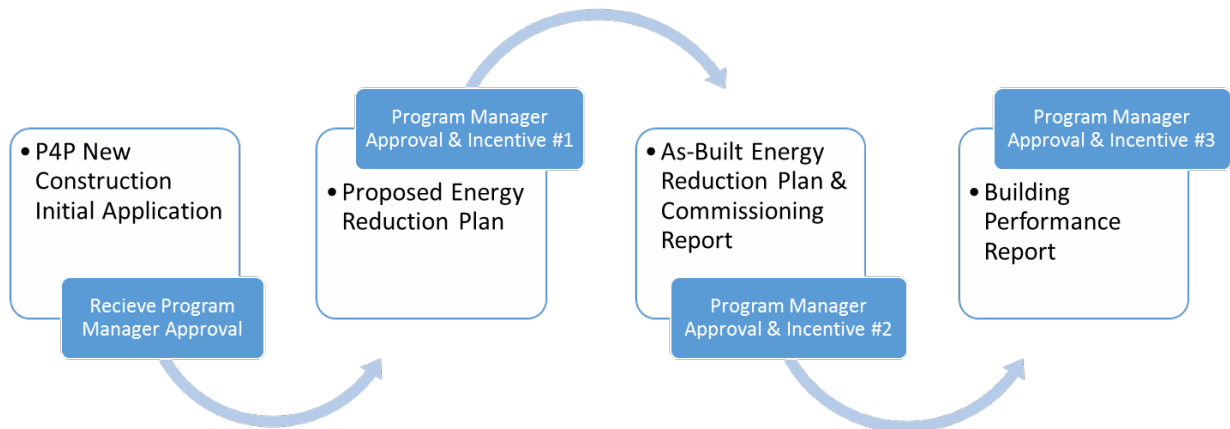 • P4P New
Construction
Initial Application
Recieve Program
Manager Approval
Program Manager
Approval & Incentive #1
• Proposed Energy
Reduction Plan
• As-Built Energy
Reduction Plan &
Commissioning
Report
Program Manager
Approval & Incentive #2
Program Manager
Approval & Incentive #3
• Building
Performance
Report